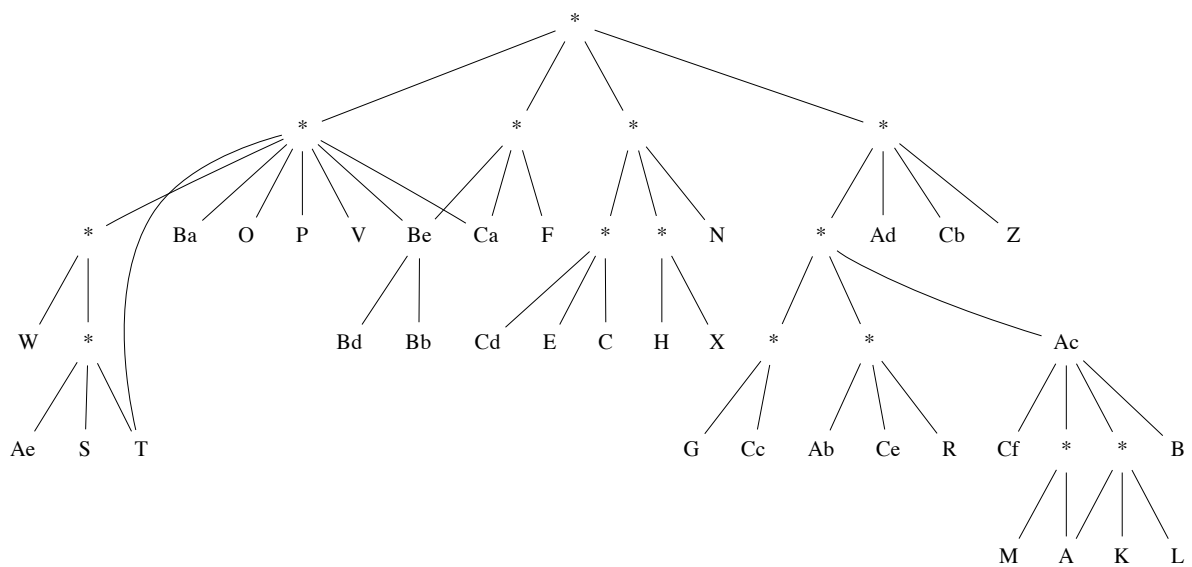 *
* * * *
* Ba O P V Be Ca F * * N * Ad Cb Z
W * Bd Bb Cd E C H X * * Ac
Ae S T G Cc Ab Ce R Cf * * B
M A K L